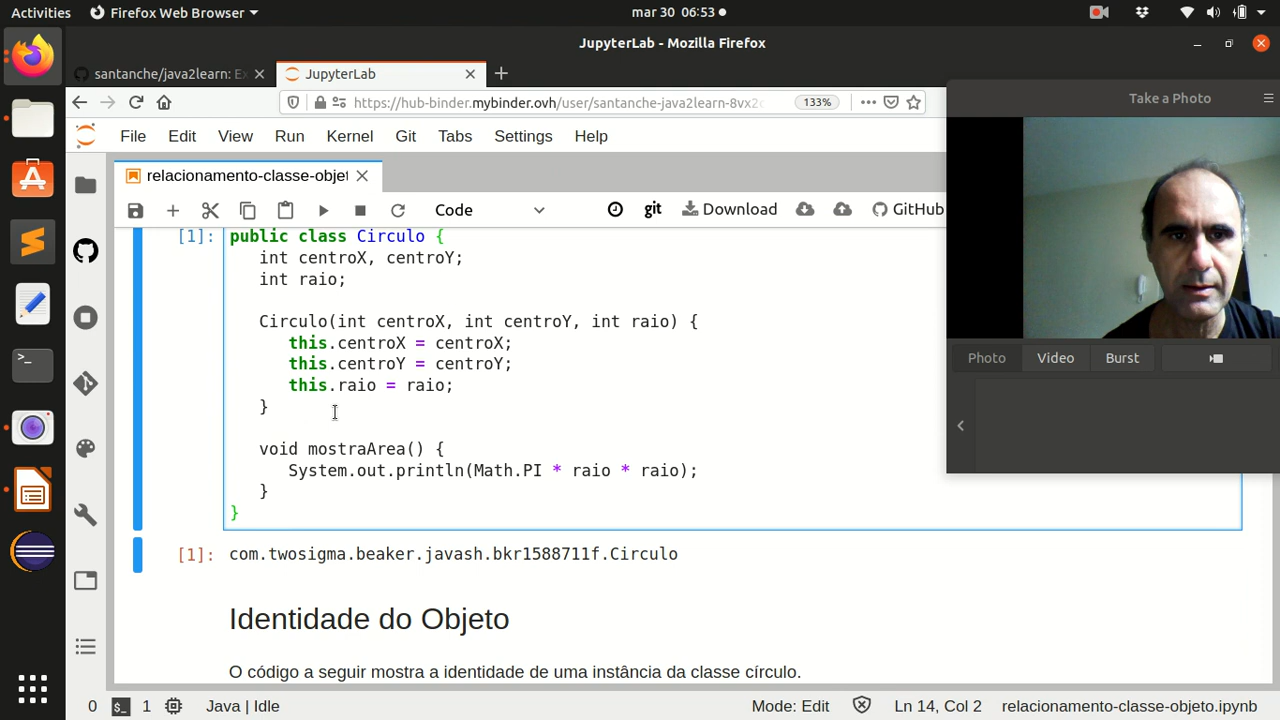 Activities Firefox Web Browser mar 30 06:53
JupyterLab - Mozilla Firefox
santanche/java2learn: Ex JupyterLab
https://hub-binder.mybinder.ovh/user/santanche-java2learn-8vx2c 133%
Take a Photo
File Edit View Run Kernel Git Tabs Settings Help
relacionamento-classe-objet
Code git Download GitHub
[1]: public class Circulo {
int centroX, centroY;
int raio;
Circulo(int centroX, int centroY, int raio) {
this.centroX = centroX;
this.centroY = centroY;
this.raio = raio;
}
void mostraArea() {
System.out.println(Math.PI * raio * raio);
}
}
Photo Video Burst
[1]: com.twosigma.beaker.javash.bkr1588711f.Circulo
Identidade do Objeto
O código a seguir mostra a identidade de uma instância da classe círculo.
0 $_ 1 Java | Idle Mode: Edit Ln 14, Col 2 relacionamento-classe-objeto.ipynb